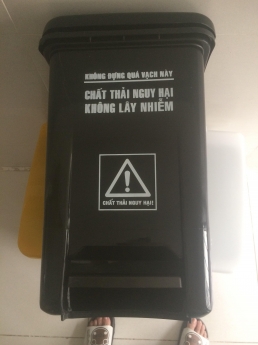 KHÔNG ĐỰNG QUÁ VẠCH NÀY
CHẤT THẢI NGUY HẠI
KHÔNG LÂY NHIỄM
CHẤT THẢI NGUY HẠI!